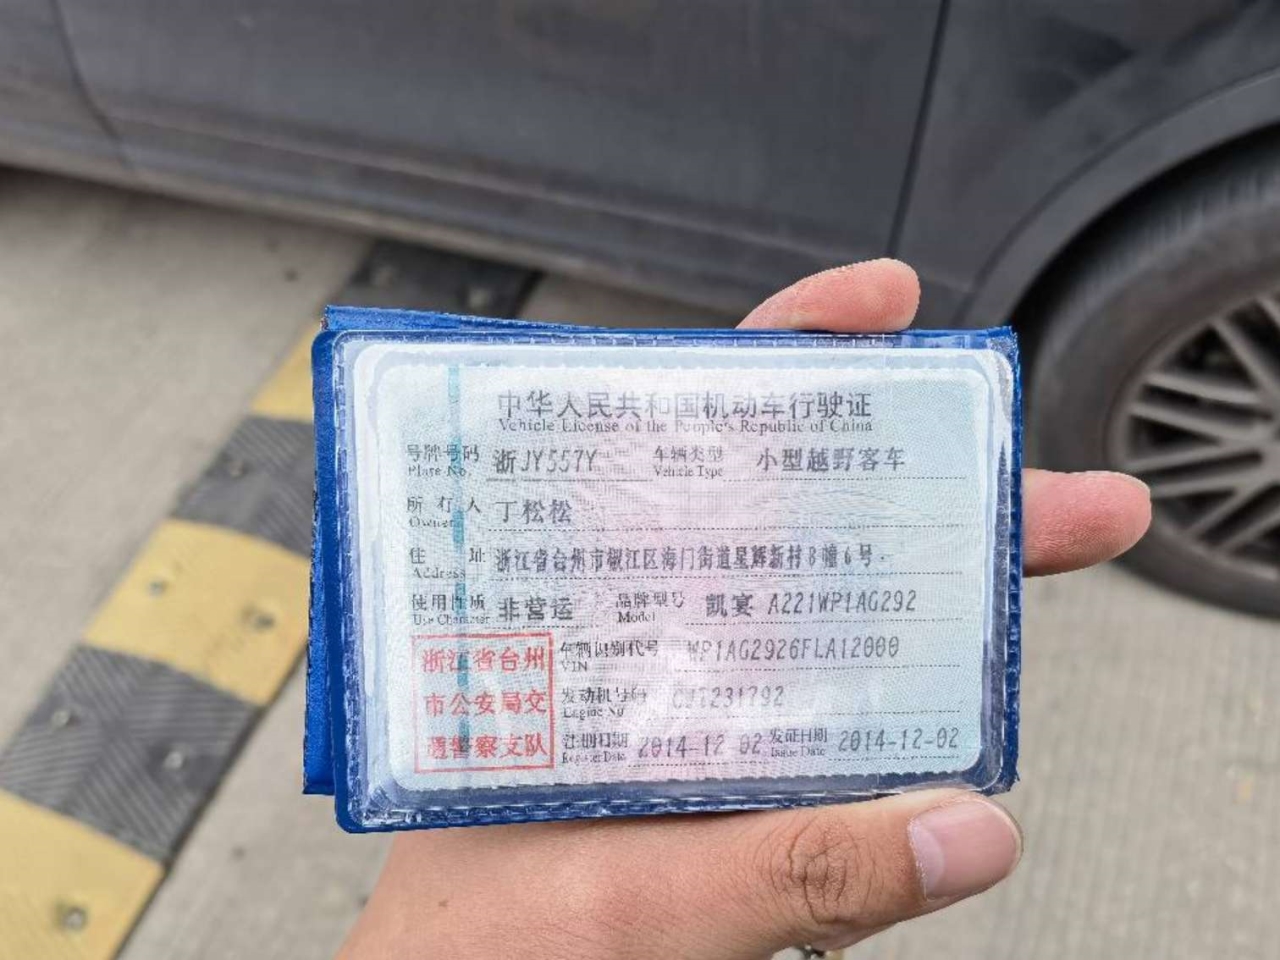 中华人民共和国机动车行驶证
Vehicle License of the People's Republic of China
号牌号码 浙JY557Y 车辆类型 小型越野客车
Plate No. Vehicle Type
所有人 丁松松
Owner
住址 浙江省台州市椒江区海门街道星辉新村8幢6号
Address
使用性质 非营运 品牌型号 凯宴 A221WP1AG292
Use Character Model
浙江省台州 车辆识别代号 WP1AG2926FLA12000
VIN
市公安局交 发动机号码
Engine No.
通警察支队 注册日期 2014-12-02 发证日期 2014-12-02
Register Date Issue Date